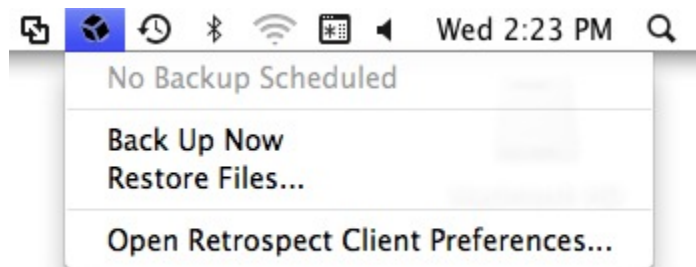 Wed 2:23 PM
No Backup Scheduled
Back Up Now
Restore Files...
Open Retrospect Client Preferences...